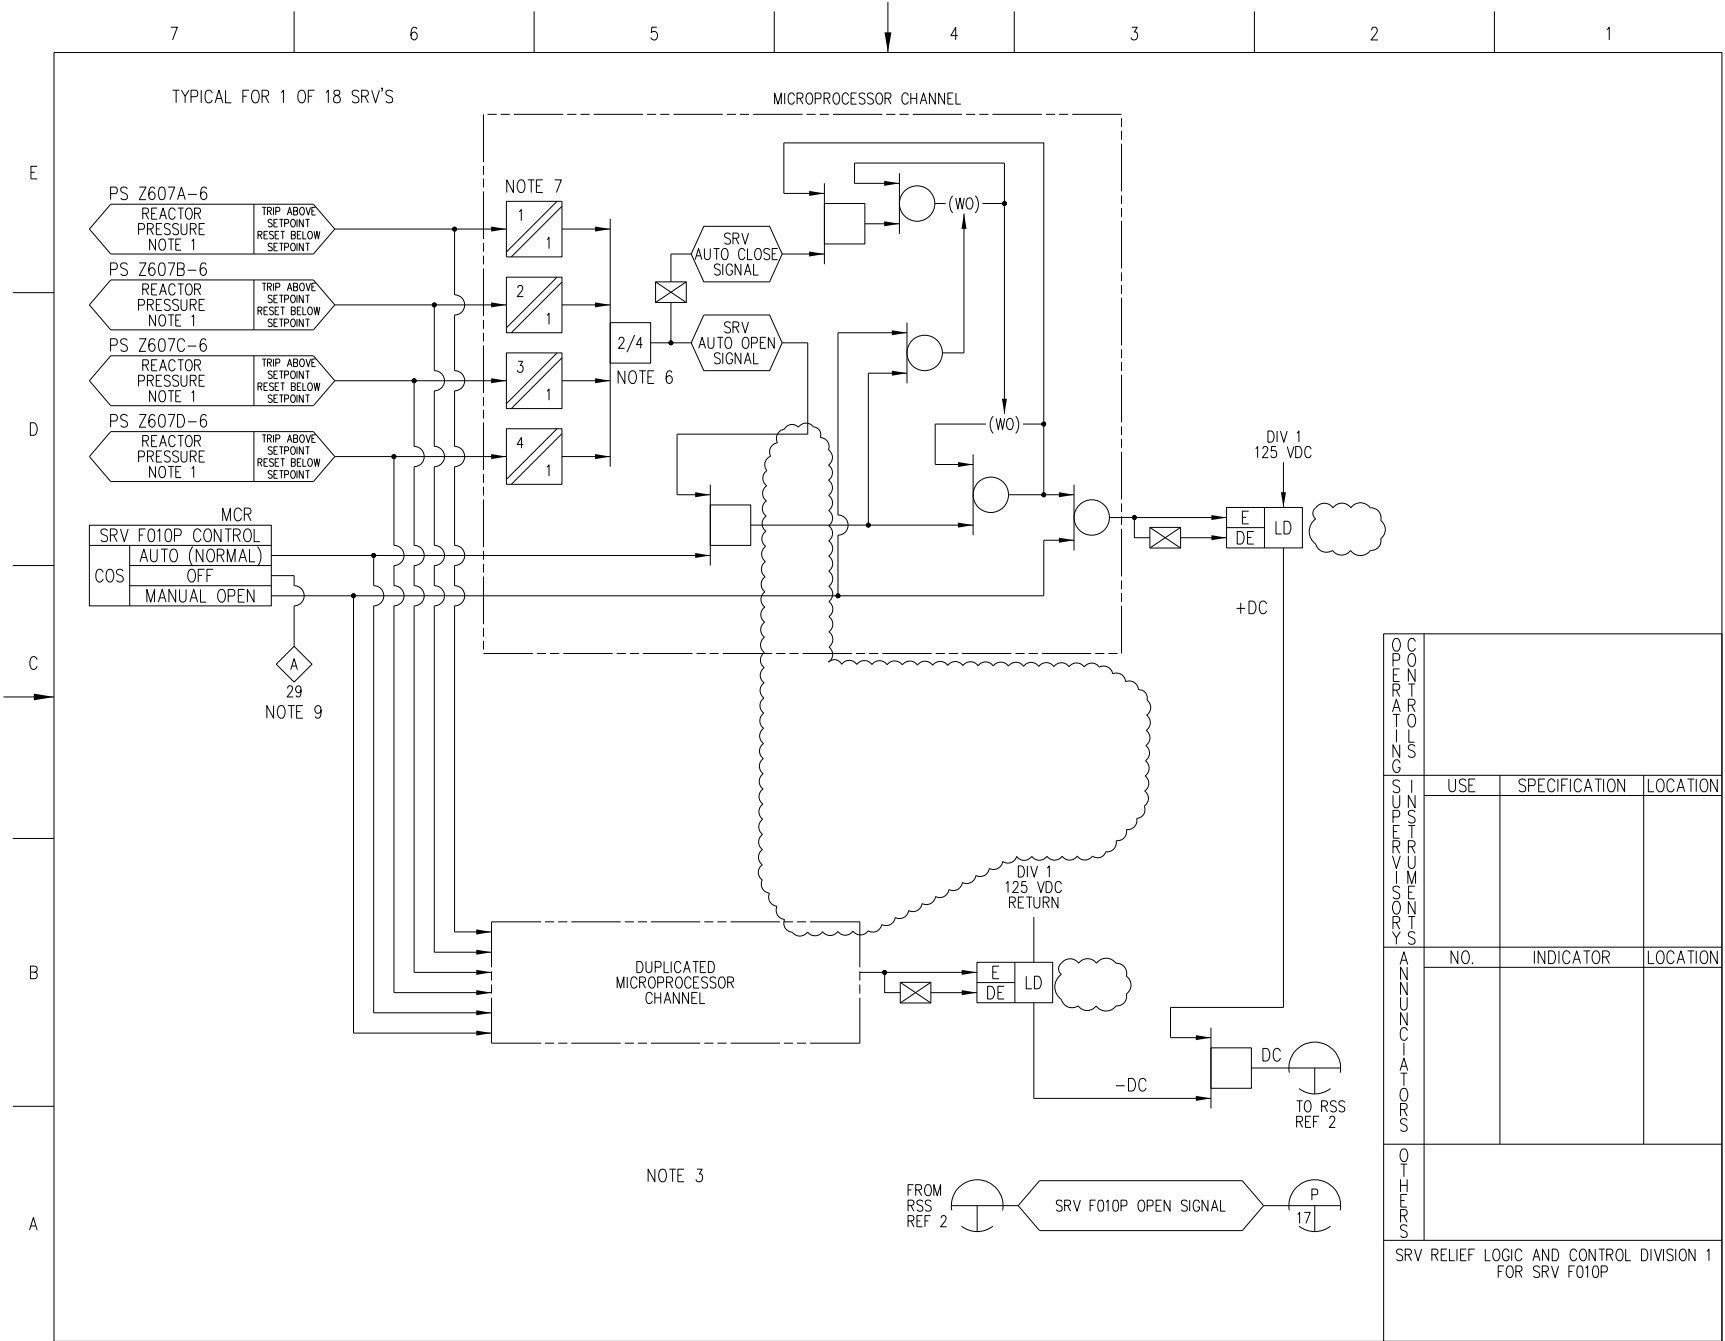 7 6 5 4 3 2 1
TYPICAL FOR 1 OF 18 SRV'S
MICROPROCESSOR CHANNEL
E
D
C
B
A
PS Z607A-6
REACTOR
PRESSURE
NOTE 1
TRIP ABOVE
SETPOINT
RESET BELOW
SETPOINT
PS Z607B-6
REACTOR
PRESSURE
NOTE 1
TRIP ABOVE
SETPOINT
RESET BELOW
SETPOINT
PS Z607C-6
REACTOR
PRESSURE
NOTE 1
TRIP ABOVE
SETPOINT
RESET BELOW
SETPOINT
PS Z607D-6
REACTOR
PRESSURE
NOTE 1
TRIP ABOVE
SETPOINT
RESET BELOW
SETPOINT
MCR
SRV F010P CONTROL
COS
AUTO (NORMAL)
OFF
MANUAL OPEN
A
29
NOTE 9
NOTE 7
1
1
2
1
3
1
4
1
2/4
NOTE 6
SRV
AUTO CLOSE
SIGNAL
SRV
AUTO OPEN
SIGNAL
(WO)
(WO)
DIV 1
125 VDC
E
DE
LD
+DC
DIV 1
125 VDC
RETURN
DUPLICATED
MICROPROCESSOR
CHANNEL
E
DE
LD
-DC
DC
TO RSS
REF 2
NOTE 3
FROM
RSS
REF 2
SRV F010P OPEN SIGNAL
P
17
OPERATING
CONTROLS
SUPERVISORY
INSTRUMENTS
USE SPECIFICATION LOCATION
ANNUNCIATORS
NO. INDICATOR LOCATION
OTHERS
SRV RELIEF LOGIC AND CONTROL DIVISION 1
FOR SRV F010P